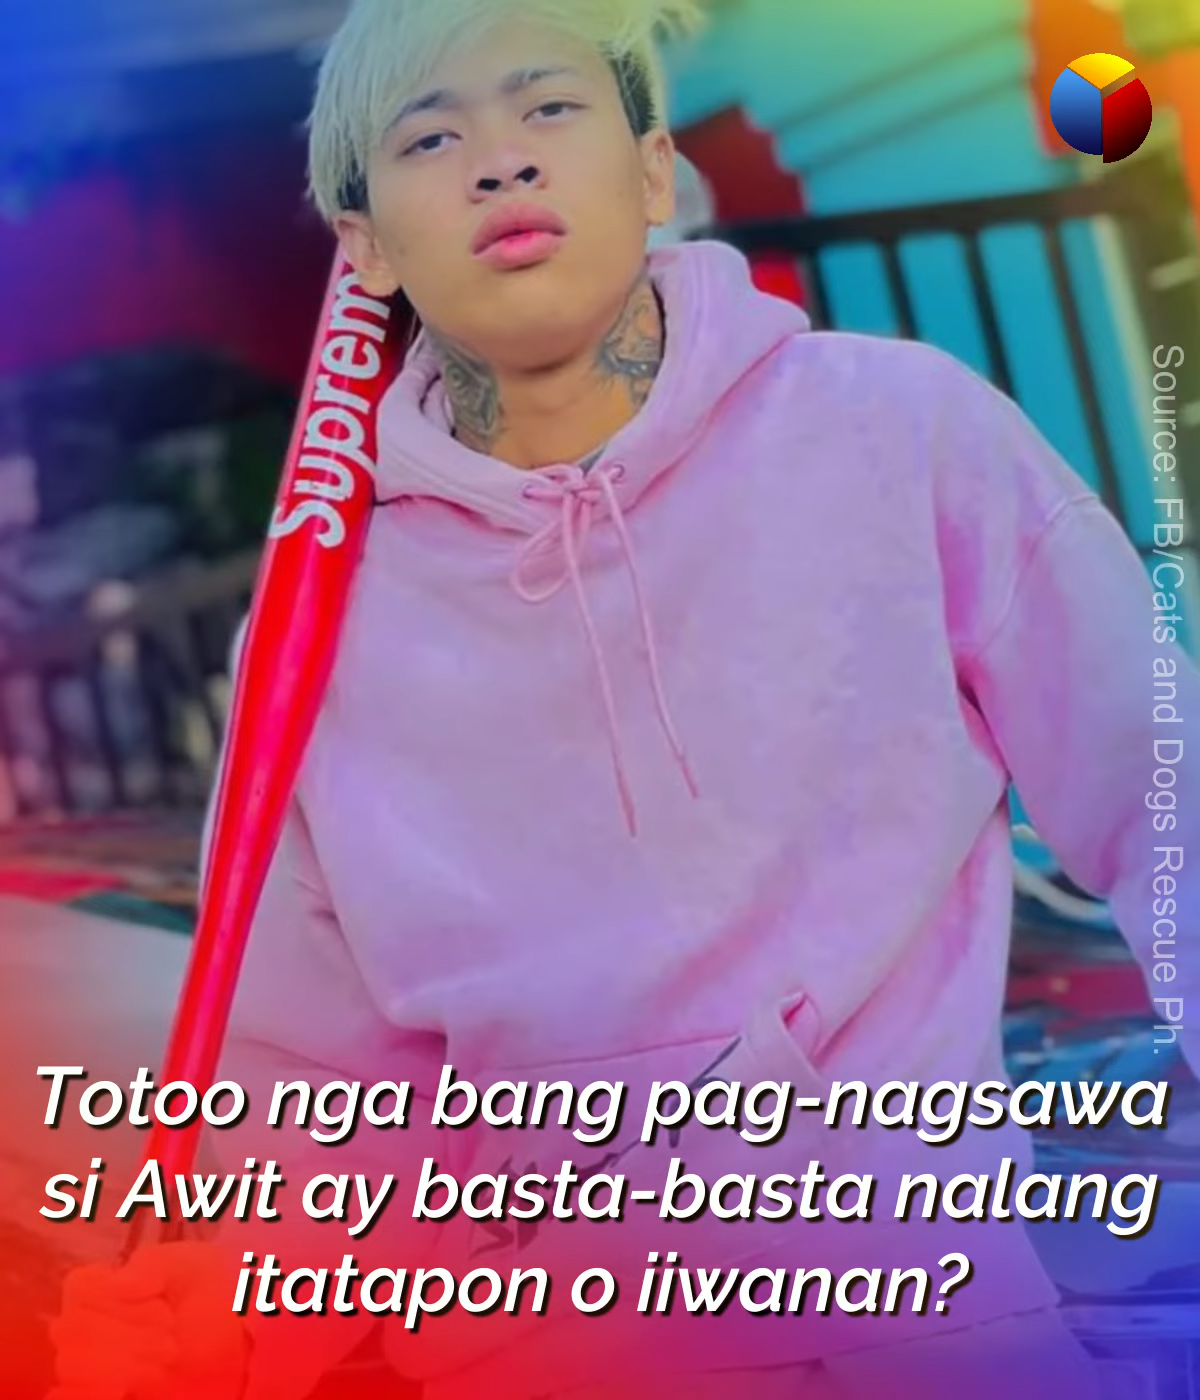 Suprem
Source: FB/Cats and Dogs Rescue Ph.
Totoo nga bang pag-nagsawa
si Awit ay basta-basta nalang
itatapon o iiwanan?